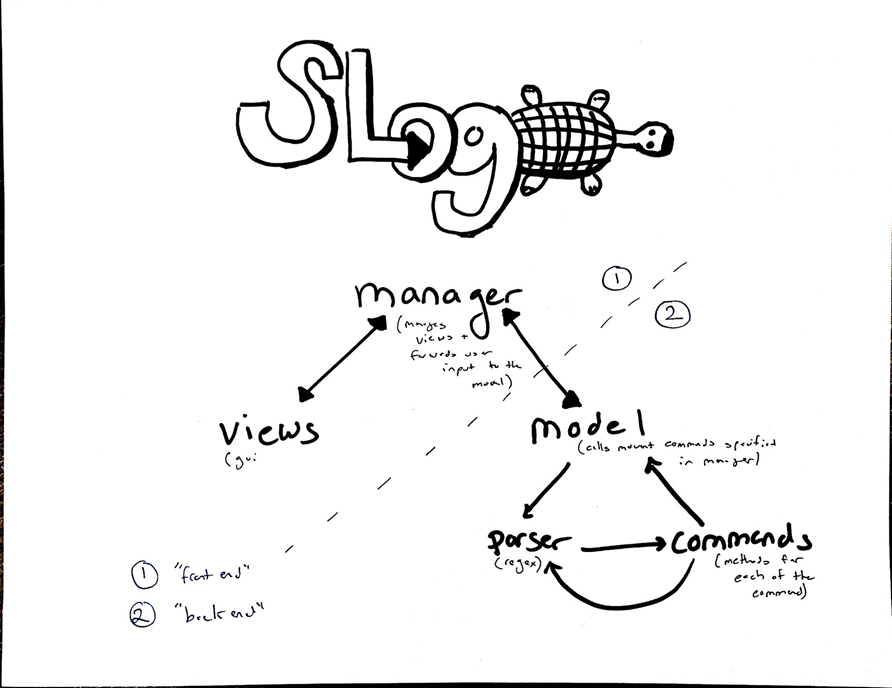 SLogo
1
2
manager
(manages
views +
forwards user
input to the
model)
views
(gui
model
(calls commands specified
in manager)
parser
(regex)
commands
(methods for
each of the
command)
1 "front end"
2 "back end"